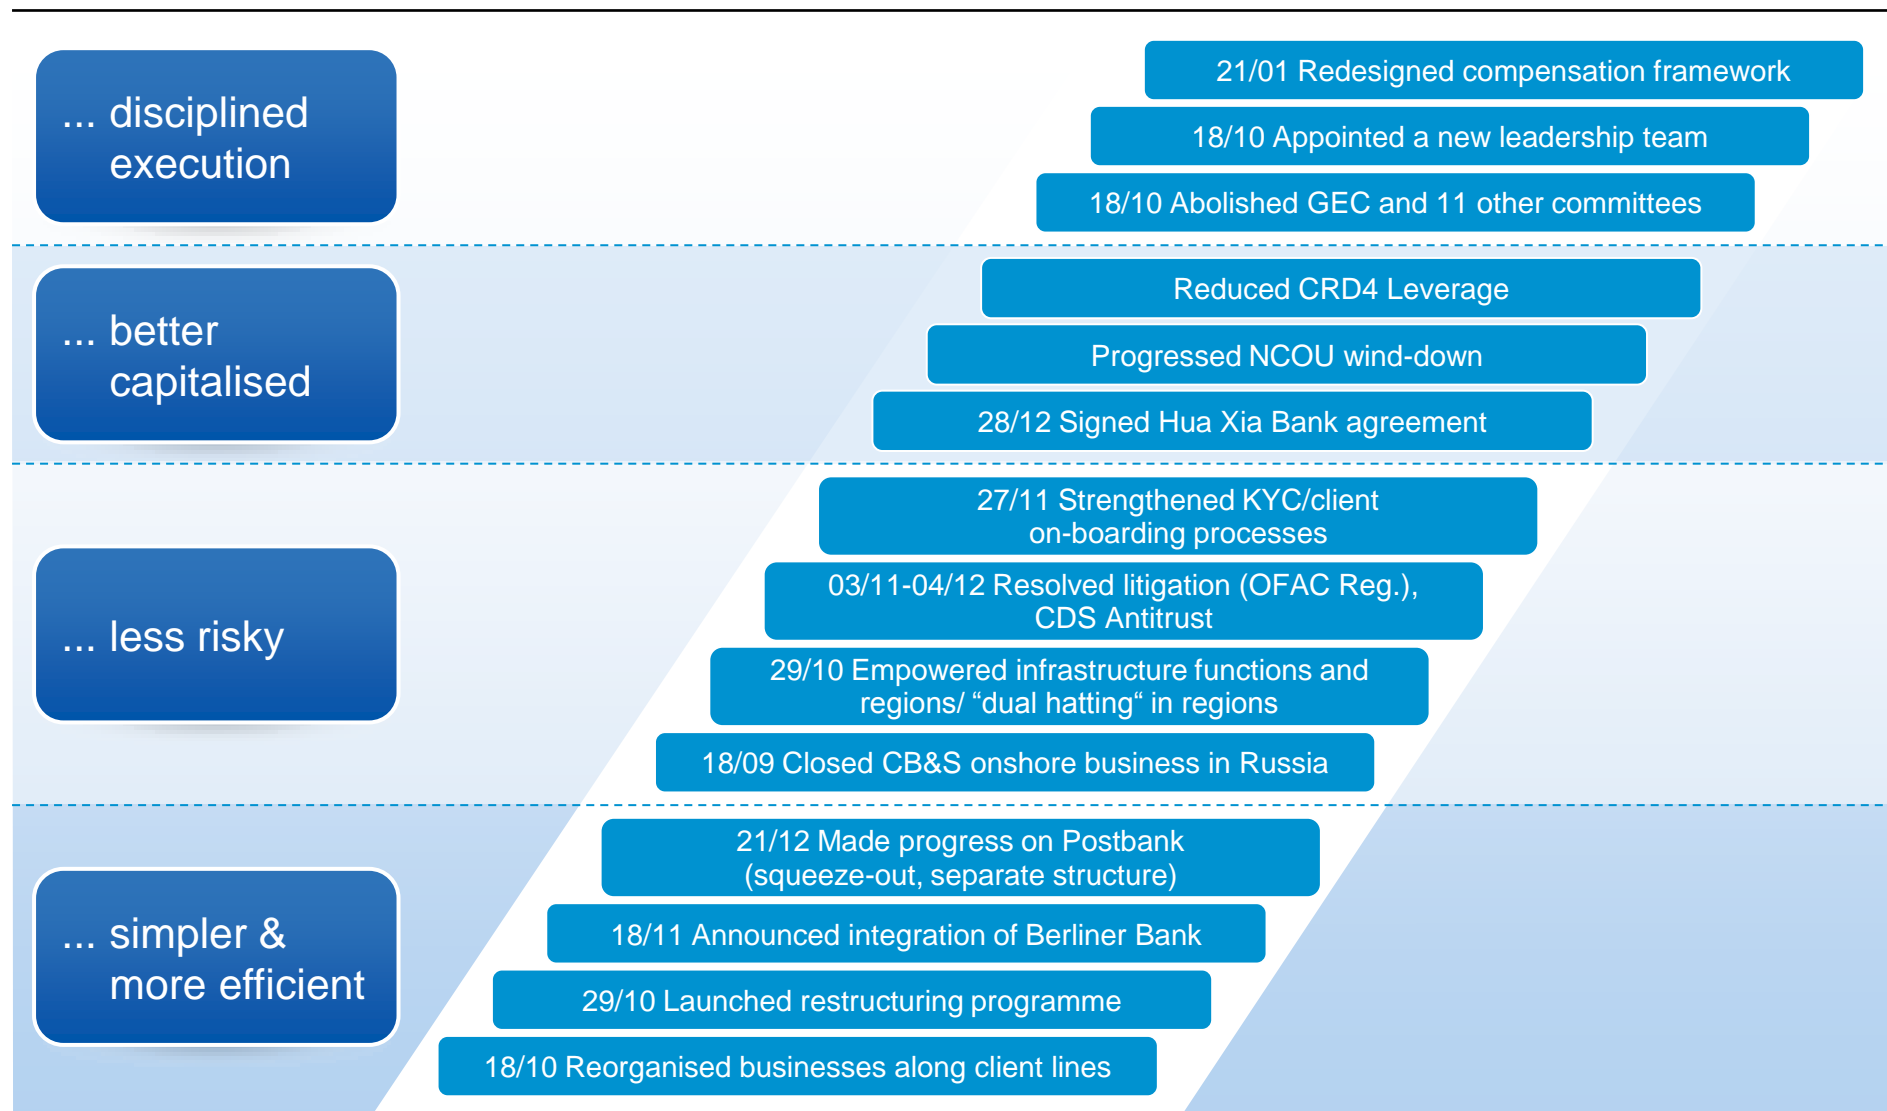 ... disciplined
execution
21/01 Redesigned compensation framework
18/10 Appointed a new leadership team
18/10 Abolished GEC and 11 other committees
... better
capitalised
Reduced CRD4 Leverage
Progressed NCOU wind-down
28/12 Signed Hua Xia Bank agreement
... less risky
27/11 Strengthened KYC/client
on-boarding processes
03/11-04/12 Resolved litigation (OFAC Reg.),
CDS Antitrust
29/10 Empowered infrastructure functions and
regions/ “dual hatting“ in regions
18/09 Closed CB&S onshore business in Russia
... simpler &
more efficient
21/12 Made progress on Postbank
(squeeze-out, separate structure)
18/11 Announced integration of Berliner Bank
29/10 Launched restructuring programme
18/10 Reorganised businesses along client lines